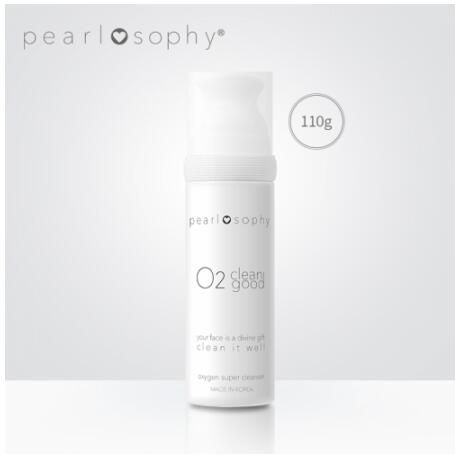 pearlosophy®
110g
pearlosophy
O2 clean good
your face is a divine gift
clean it well
oxygen super cleanser
MADE IN KOREA